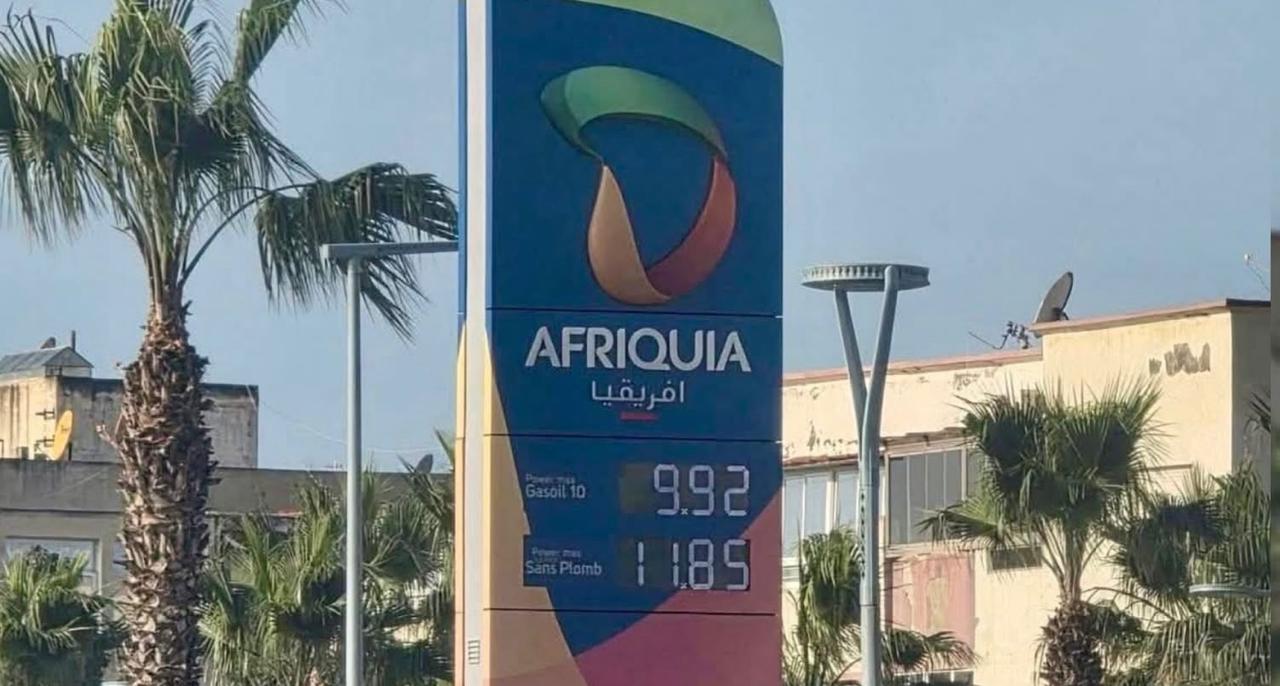 AFRIQUIA
افريقيا
Power max
Gasoil 10
9.92
Power max
Sans Plomb
11.85